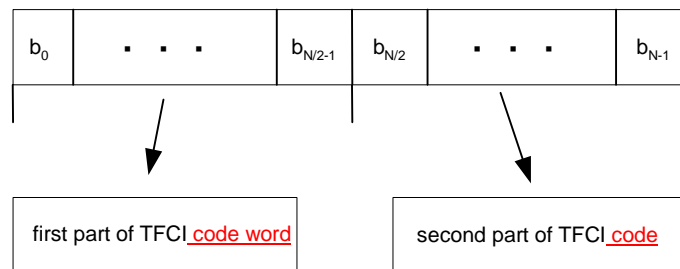 b0 . . . bN/2-1 bN/2 . . . bN-1
first part of TFCI code word second part of TFCI code